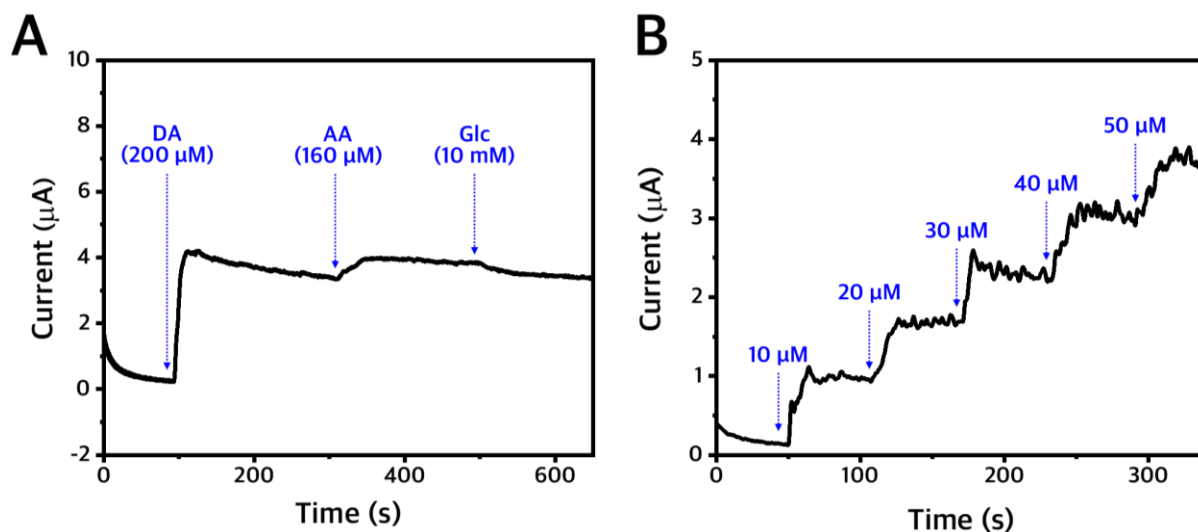 A
10
8
6
4
2
0
-2
Current (µA)
DA
(200 µM)
AA
(160 µM)
Glc
(10 mM)
0
200
400
600
Time (s)
B
5
4
3
2
1
0
Current (µA)
10 µM
20 µM
30 µM
40 µM
50 µM
0
100
200
300
Time (s)